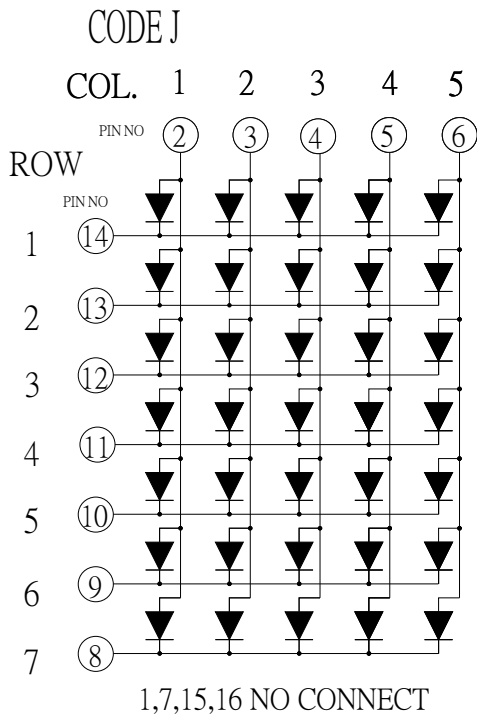 CODE J
COL. 1 2 3 4 5
PIN NO 2 3 4 5 6
ROW
PIN NO
1 14
2 13
3 12
4 11
5 10
6 9
7 8
1,7,15,16 NO CONNECT